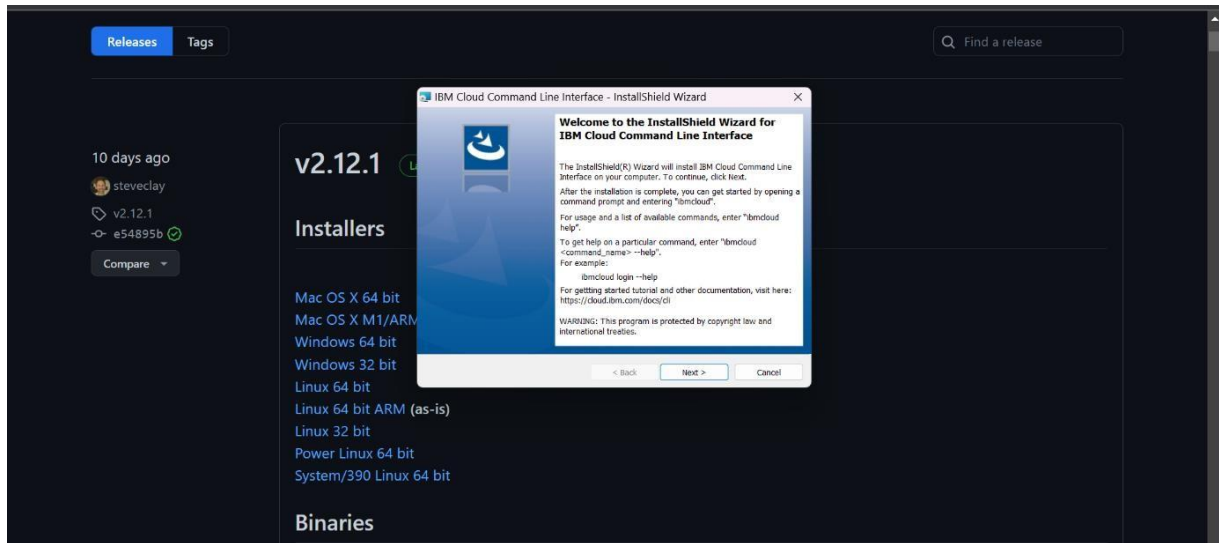 Releases
Tags
Find a release
10 days ago
steveclay
v2.12.1
e54895b
Compare
v2.12.1
Installers
Mac OS X 64 bit
Mac OS X M1/ARM
Windows 64 bit
Windows 32 bit
Linux 64 bit
Linux 64 bit ARM (as-is)
Linux 32 bit
Power Linux 64 bit
System/390 Linux 64 bit
Binaries
IBM Cloud Command Line Interface - InstallShield Wizard
Welcome to the InstallShield Wizard for
IBM Cloud Command Line Interface
The InstallShield(R) Wizard will install IBM Cloud Command Line
Interface on your computer. To continue, click Next.
After the installation is complete, you can get started by opening a
command prompt and entering "ibmcloud".
For usage and a list of available commands, enter "ibmcloud
help".
To get help on a particular command, enter "ibmcloud
<command_name> --help".
For example:
ibmcloud login --help
For gettting started tutorial and other documentation, visit here:
https://cloud.ibm.com/docs/cli
WARNING: This program is protected by copyright law and
international treaties.
< Back
Next >
Cancel